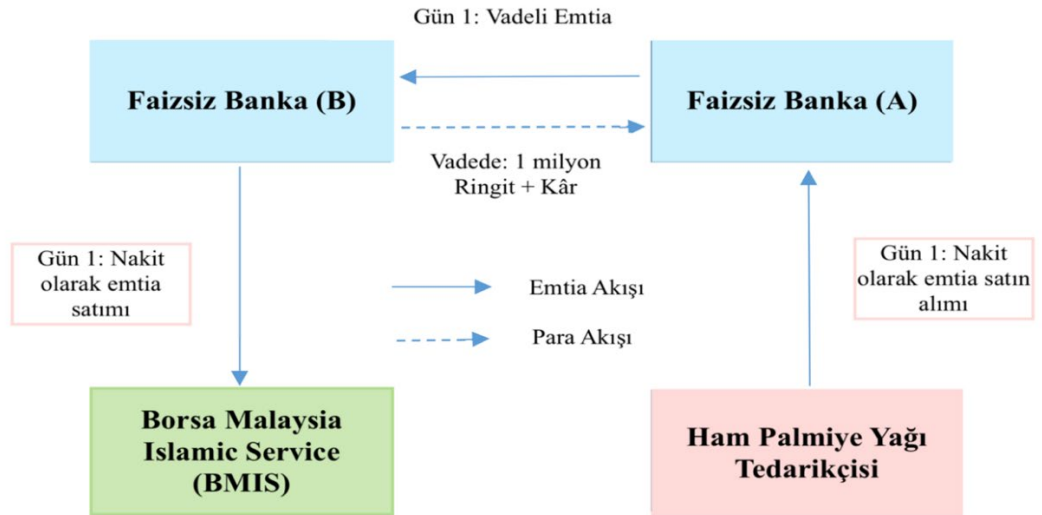 Gün 1: Vadeli Emtia
Faizsiz Banka (B)
Faizsiz Banka (A)
Vadede: 1 milyon
Ringit + Kâr
Gün 1: Nakit
olarak emtia
satımı
Gün 1: Nakit
olarak emtia satın
alımı
Emtia Akışı
Para Akışı
Borsa Malaysia
Islamic Service
(BMIS)
Ham Palmiye Yağı
Tedarikçisi